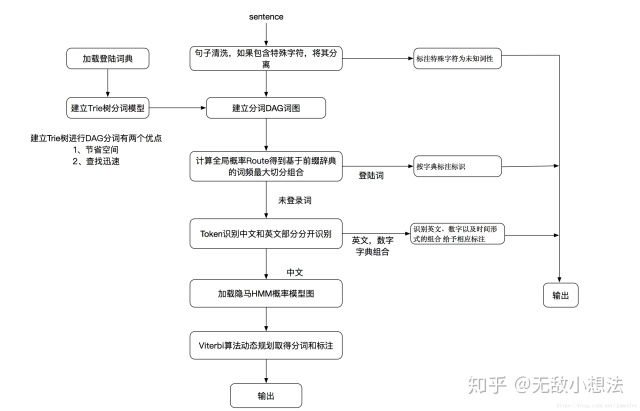 sentence
加载登陆词典
句子清洗，如果包含特殊字符，将其分
离
标注特殊字符为未知词性
建立Trie树分词模型
建立分词DAG词图
建立Trie树进行DAG分词有两个优点
1、节省空间
2、查找迅速
计算全局概率Route得到基于前缀辞典
的词频最大切分组合
登陆词
按字典标注标识
未登录词
Token识别中文和英文部分分开识别
英文，数字
字典组合
识别英文、数字以及时间形
式的组合 给予相应标注
中文
加载隐马HMM概率模型图
输出
Viterbi算法动态规划取得分词和标注
输出
知乎 @无敌小想法